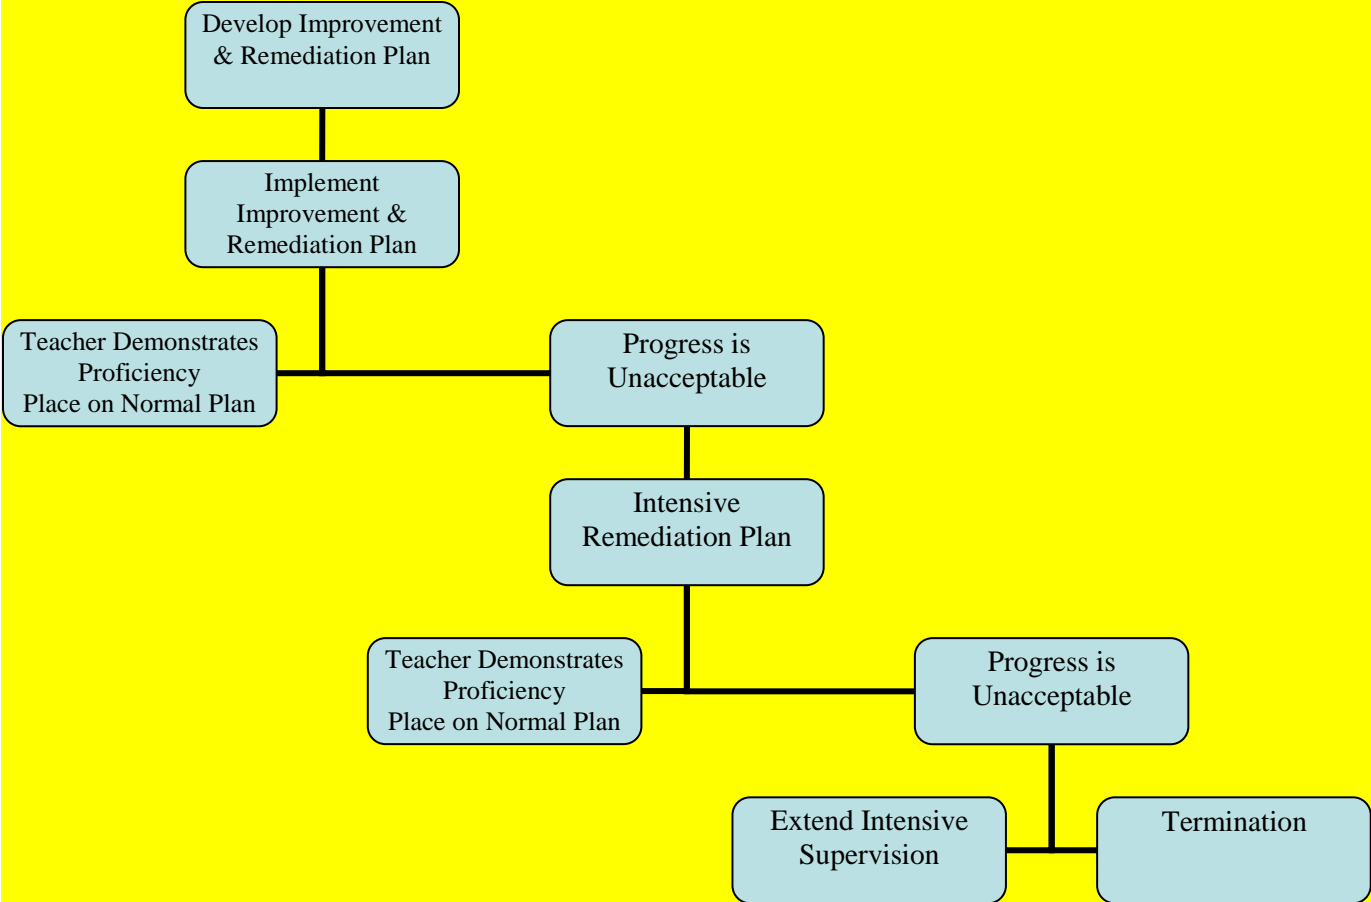 Develop Improvement
& Remediation Plan
Implement
Improvement &
Remediation Plan
Teacher Demonstrates
Proficiency
Place on Normal Plan
Progress is
Unacceptable
Intensive
Remediation Plan
Teacher Demonstrates
Proficiency
Place on Normal Plan
Progress is
Unacceptable
Extend Intensive
Supervision
Termination